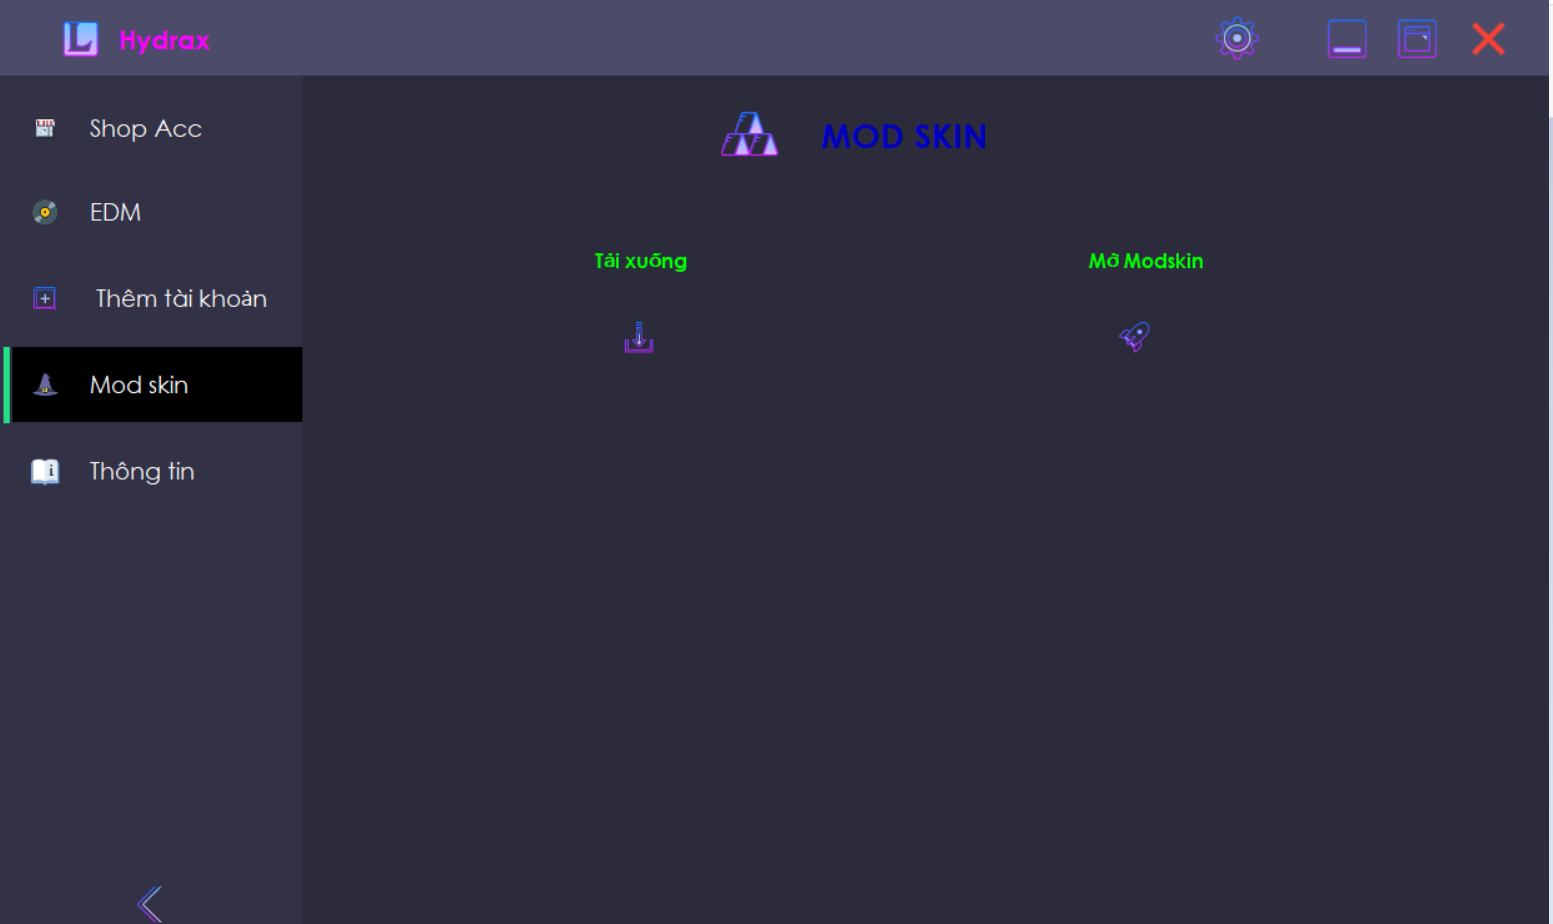 Hydrax
Shop Acc
EDM
Thêm tài khoản
Mod skin
Thông tin
MOD SKIN
Tải xuống
Mở Modskin